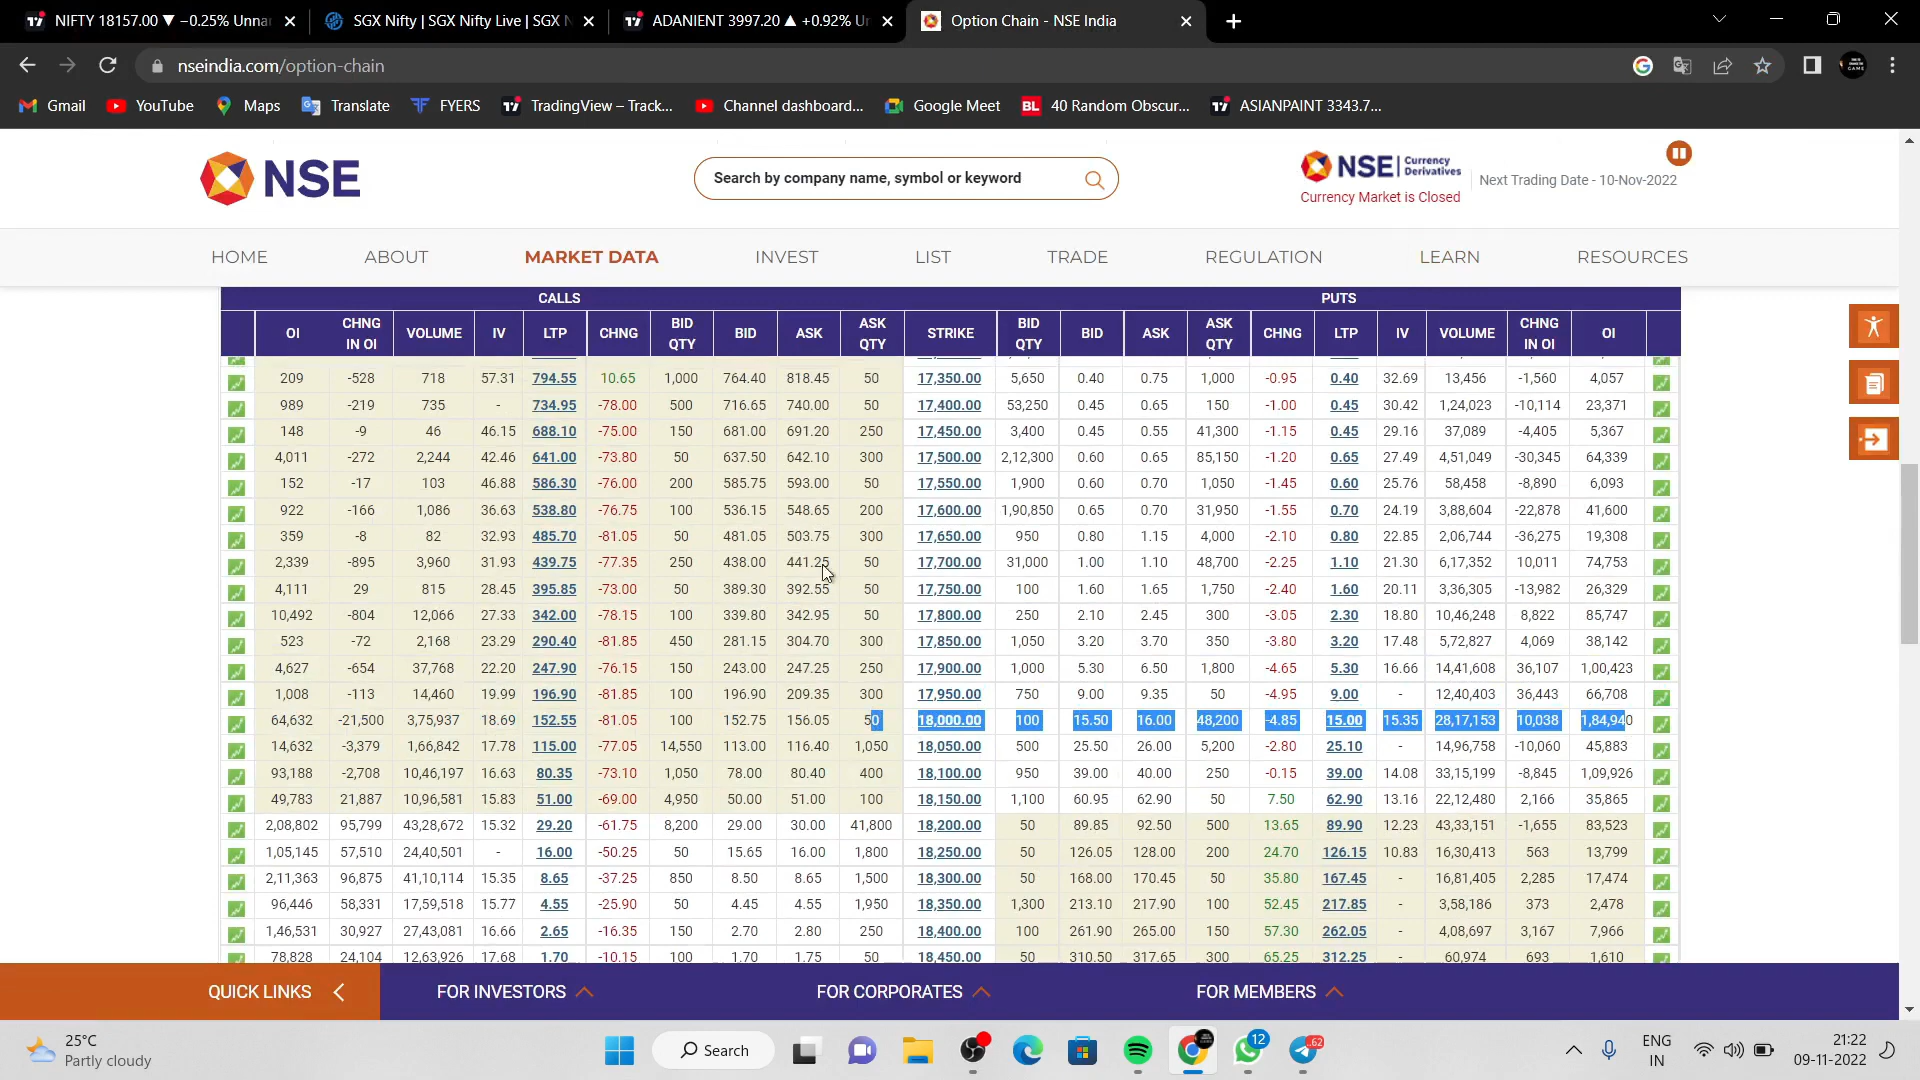 NIFTY 18157.00 ▼ −0.25% Unna
SGX Nifty | SGX Nifty Live | SGX N
ADANIENT 3997.20 ▲ +0.92% U
Option Chain - NSE India
nseindia.com/option-chain
Gmail YouTube Maps Translate FYERS TradingView – Track... Channel dashboard... Google Meet BL 40 Random Obscur... ASIANPAINT 3343.7...
NSE
Search by company name, symbol or keyword
NSE Currency Derivatives
Currency Market is Closed
Next Trading Date - 10-Nov-2022
HOME ABOUT MARKET DATA INVEST LIST TRADE REGULATION LEARN RESOURCES
CALLS PUTS
OI CHNG IN OI VOLUME IV LTP CHNG BID QTY BID ASK ASK QTY STRIKE BID QTY BID ASK ASK QTY CHNG LTP IV VOLUME CHNG IN OI OI
209 -528 718 57.31 794.55 10.65 1,000 764.40 818.45 50 17,350.00 5,650 0.40 0.75 1,000 -0.95 0.40 32.69 13,456 -1,560 4,057
989 -219 735 - 734.95 -78.00 500 716.65 740.00 50 17,400.00 53,250 0.45 0.65 150 -1.00 0.45 30.42 1,24,023 -10,114 23,371
148 -9 46 46.15 688.10 -75.00 150 681.00 691.20 250 17,450.00 3,400 0.45 0.55 41,300 -1.15 0.45 29.16 37,089 -4,405 5,367
4,011 -272 2,244 42.46 641.00 -73.80 50 637.50 642.10 300 17,500.00 2,12,300 0.60 0.65 85,150 -1.20 0.65 27.49 4,51,049 -30,345 64,339
152 -17 103 46.88 586.30 -76.00 200 585.75 593.00 50 17,550.00 1,900 0.60 0.70 1,050 -1.45 0.60 25.76 58,458 -8,890 6,093
922 -166 1,086 36.63 538.80 -76.75 100 536.15 548.65 200 17,600.00 1,90,850 0.65 0.70 31,950 -1.55 0.70 24.19 3,88,604 -22,878 41,600
359 -8 82 32.93 485.70 -81.05 50 481.05 503.75 300 17,650.00 950 0.80 1.15 4,000 -2.10 0.80 22.85 2,06,744 -36,275 19,308
2,339 -895 3,960 31.93 439.75 -77.35 250 438.00 441.25 50 17,700.00 31,000 1.00 1.10 48,700 -2.25 1.10 21.30 6,17,352 10,011 74,753
4,111 29 815 28.45 395.85 -73.00 50 389.30 392.55 50 17,750.00 100 1.60 1.65 1,750 -2.40 1.60 20.11 3,36,305 -13,982 26,329
10,492 -804 12,066 27.33 342.00 -78.15 100 339.80 342.95 50 17,800.00 250 2.10 2.45 300 -3.05 2.30 18.80 10,46,248 8,822 85,747
523 -72 2,168 23.29 290.40 -81.85 450 281.15 304.70 300 17,850.00 1,050 3.20 3.70 350 -3.80 3.20 17.48 5,72,827 4,069 38,142
4,627 -654 37,768 22.20 247.90 -76.15 150 243.00 247.25 250 17,900.00 1,000 5.30 6.50 1,800 -4.65 5.30 16.66 14,41,608 36,107 1,00,423
1,008 -113 14,460 19.99 196.90 -81.85 100 196.90 209.35 300 17,950.00 750 9.00 9.35 50 -4.95 9.00 - 12,40,403 36,443 66,708
64,632 -21,500 3,75,937 18.69 152.55 -81.05 100 152.75 156.05 50 18,000.00 100 15.50 16.00 48,200 -4.85 15.00 15.35 28,17,153 10,038 1,84,940
14,632 -3,379 1,66,842 17.78 115.00 -77.05 14,550 113.00 116.40 1,050 18,050.00 500 25.50 26.00 5,200 -2.80 25.10 - 14,96,758 -10,060 45,883
93,188 -2,708 10,46,197 16.63 80.35 -73.10 1,050 78.00 80.40 400 18,100.00 950 39.00 40.00 250 -0.15 39.00 14.08 33,15,199 -8,845 1,09,926
49,783 21,887 10,96,581 15.83 51.00 -69.00 4,950 50.00 51.00 100 18,150.00 1,100 60.95 62.90 50 7.50 62.90 13.16 22,12,480 2,166 35,865
2,08,802 95,799 43,28,672 15.32 29.20 -61.75 8,200 29.00 30.00 41,800 18,200.00 50 89.85 92.50 500 13.65 89.90 12.23 43,33,151 -1,655 83,523
1,05,145 57,510 24,40,501 - 16.00 -50.25 50 15.65 16.00 1,800 18,250.00 50 126.05 128.00 200 24.70 126.15 10.83 16,30,413 563 13,799
2,11,363 96,875 41,10,114 15.35 8.65 -37.25 850 8.50 8.65 1,500 18,300.00 50 168.00 170.45 50 35.80 167.45 - 16,81,405 2,285 17,474
96,446 58,331 17,59,518 15.77 4.55 -25.90 50 4.45 4.55 1,950 18,350.00 1,300 213.10 217.90 100 52.45 217.85 - 3,58,186 373 2,478
1,46,531 30,927 27,43,081 16.66 2.65 -16.35 150 2.70 2.80 250 18,400.00 100 261.90 265.00 150 57.30 262.05 - 4,08,697 3,167 7,966
78,828 24,104 12,63,926 17.68 1.70 -10.15 100 1.70 1.75 50 18,450.00 50 310.50 317.65 300 65.25 312.25 - 60,974 693 1,610
QUICK LINKS FOR INVESTORS FOR CORPORATES FOR MEMBERS
25°C
Partly cloudy
Search
12
62
ENG
IN
21:22
09-11-2022